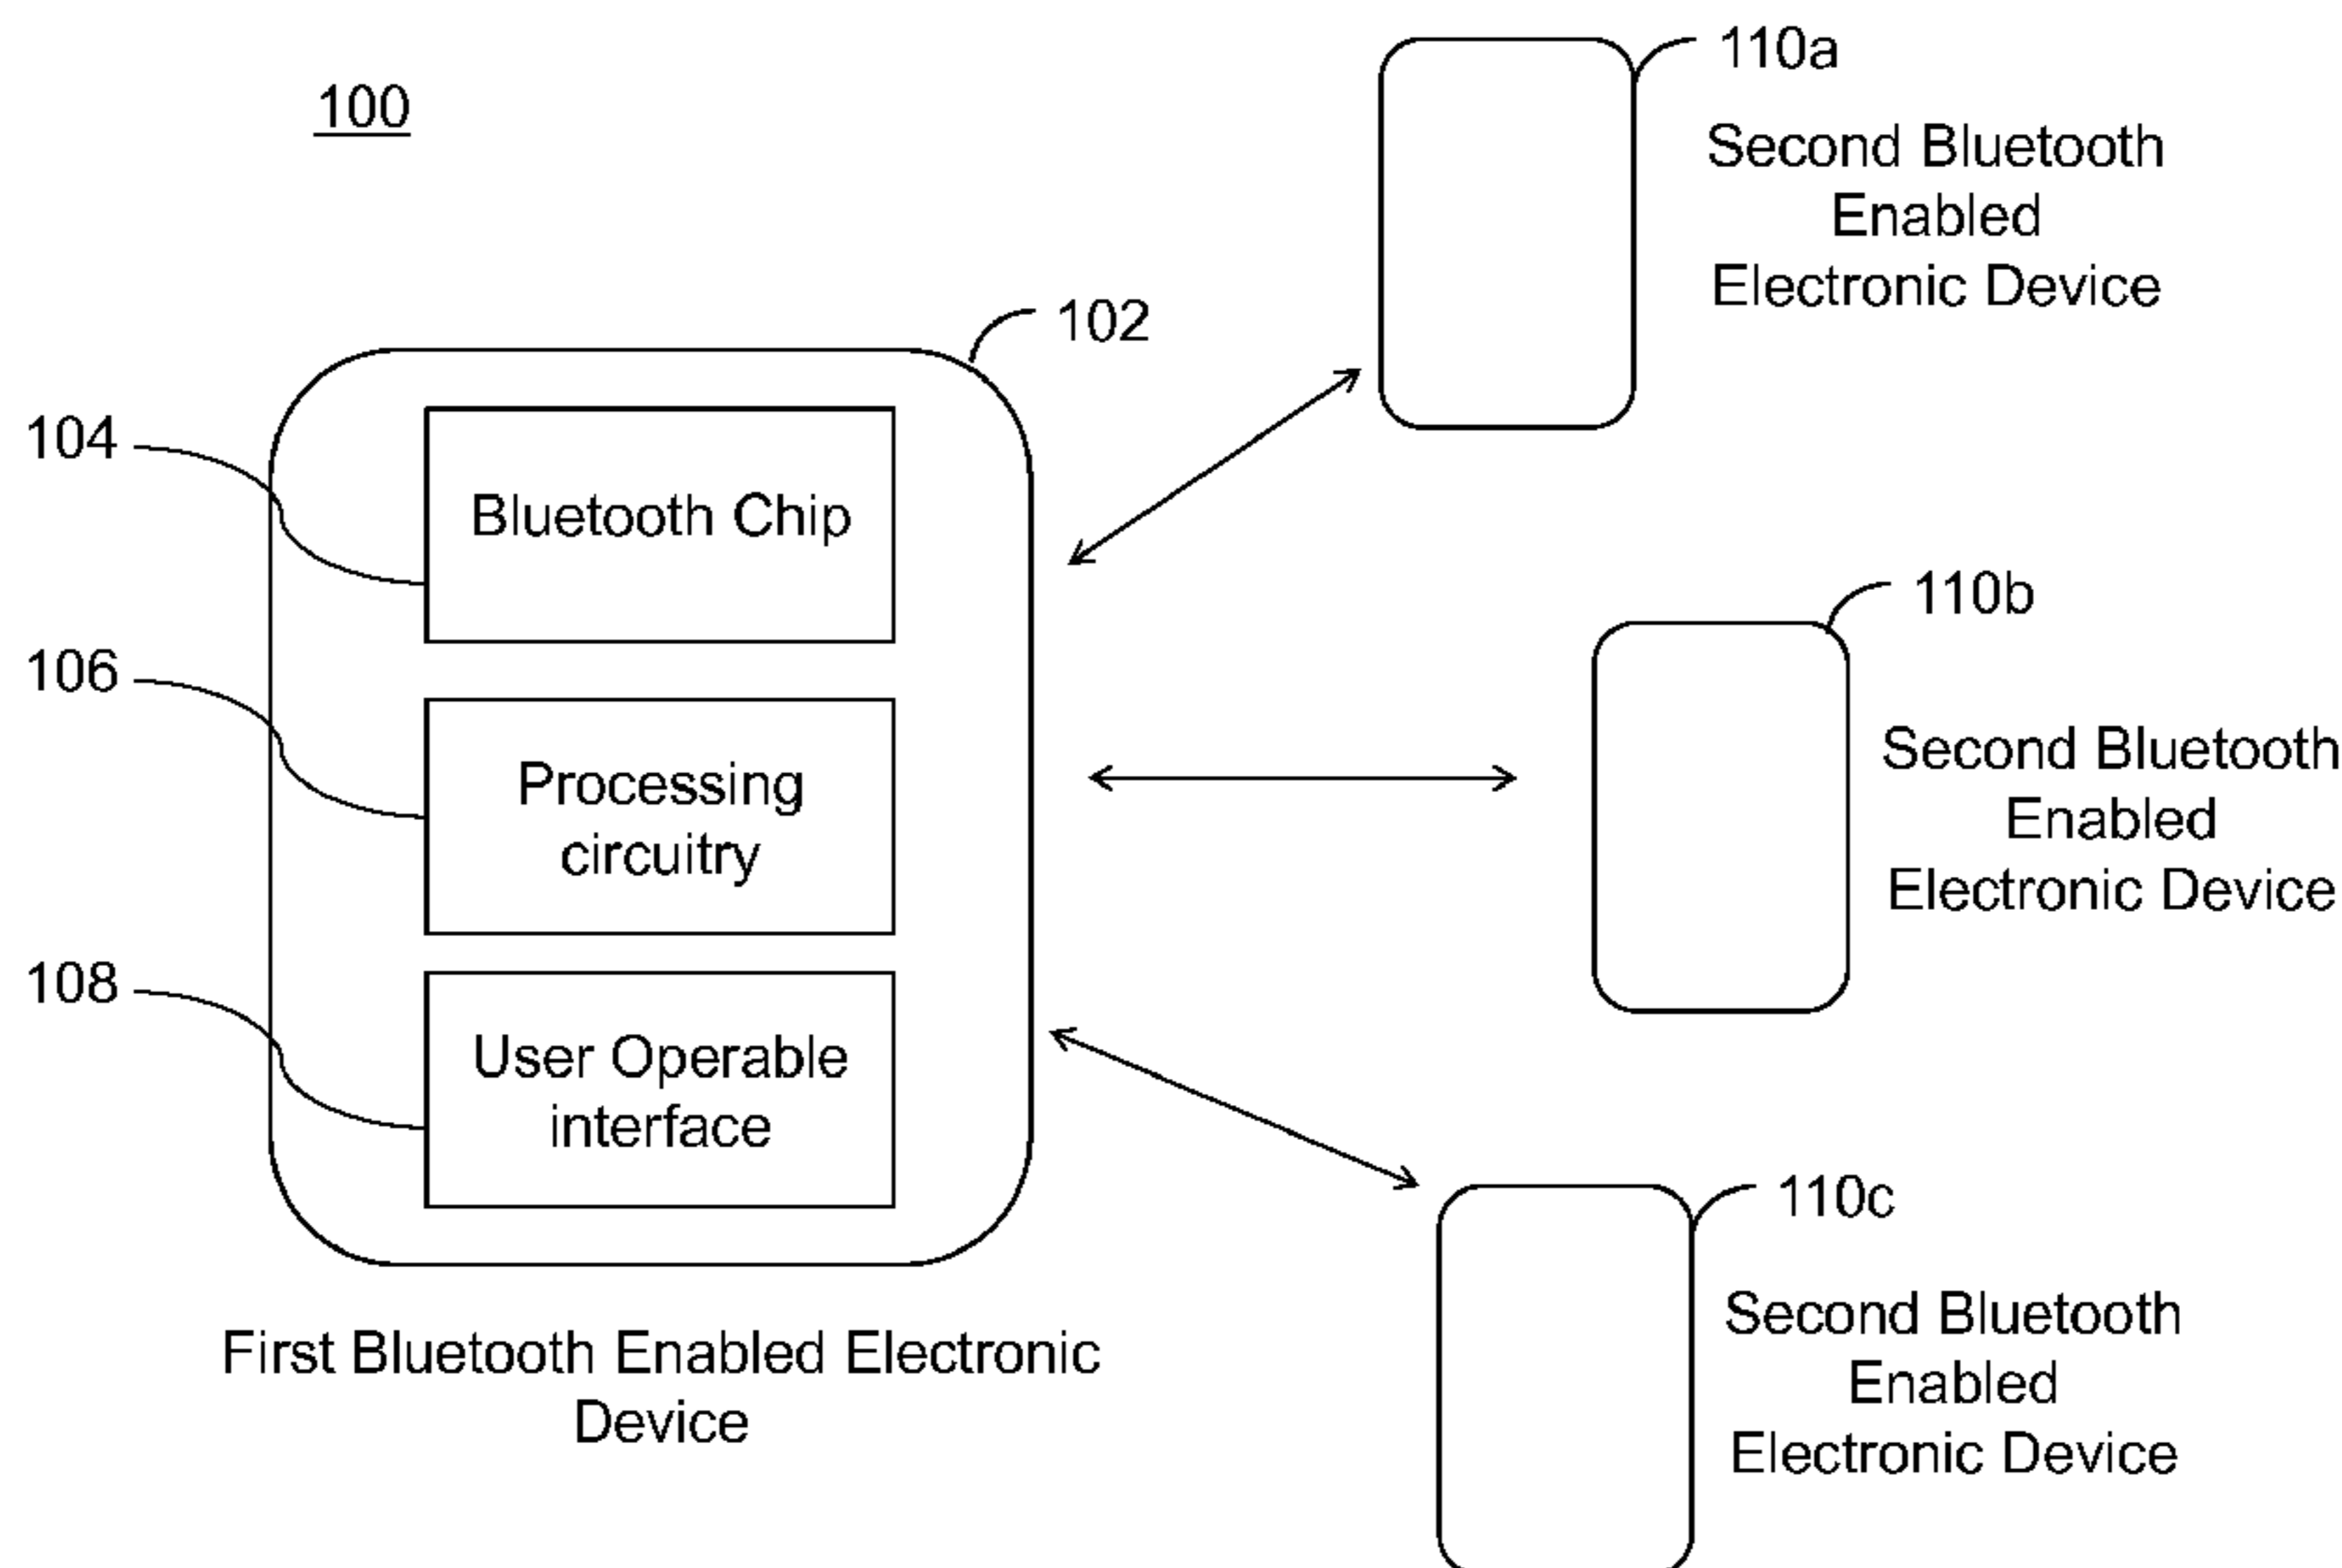 100
110a
Second Bluetooth
Enabled
Electronic Device
102
104
Bluetooth Chip
106
Processing
circuitry
108
User Operable
interface
First Bluetooth Enabled Electronic
Device
110b
Second Bluetooth
Enabled
Electronic Device
110c
Second Bluetooth
Enabled
Electronic Device